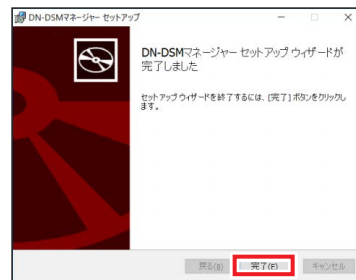 DN-DSMマネージャー セットアップ
DN-DSMマネージャー セットアップ ウィザードが
完了しました
セットアップ ウィザードを終了するには、[完了] ボタンをクリックし
ます。
戻る(B) 完了(F) キャンセル